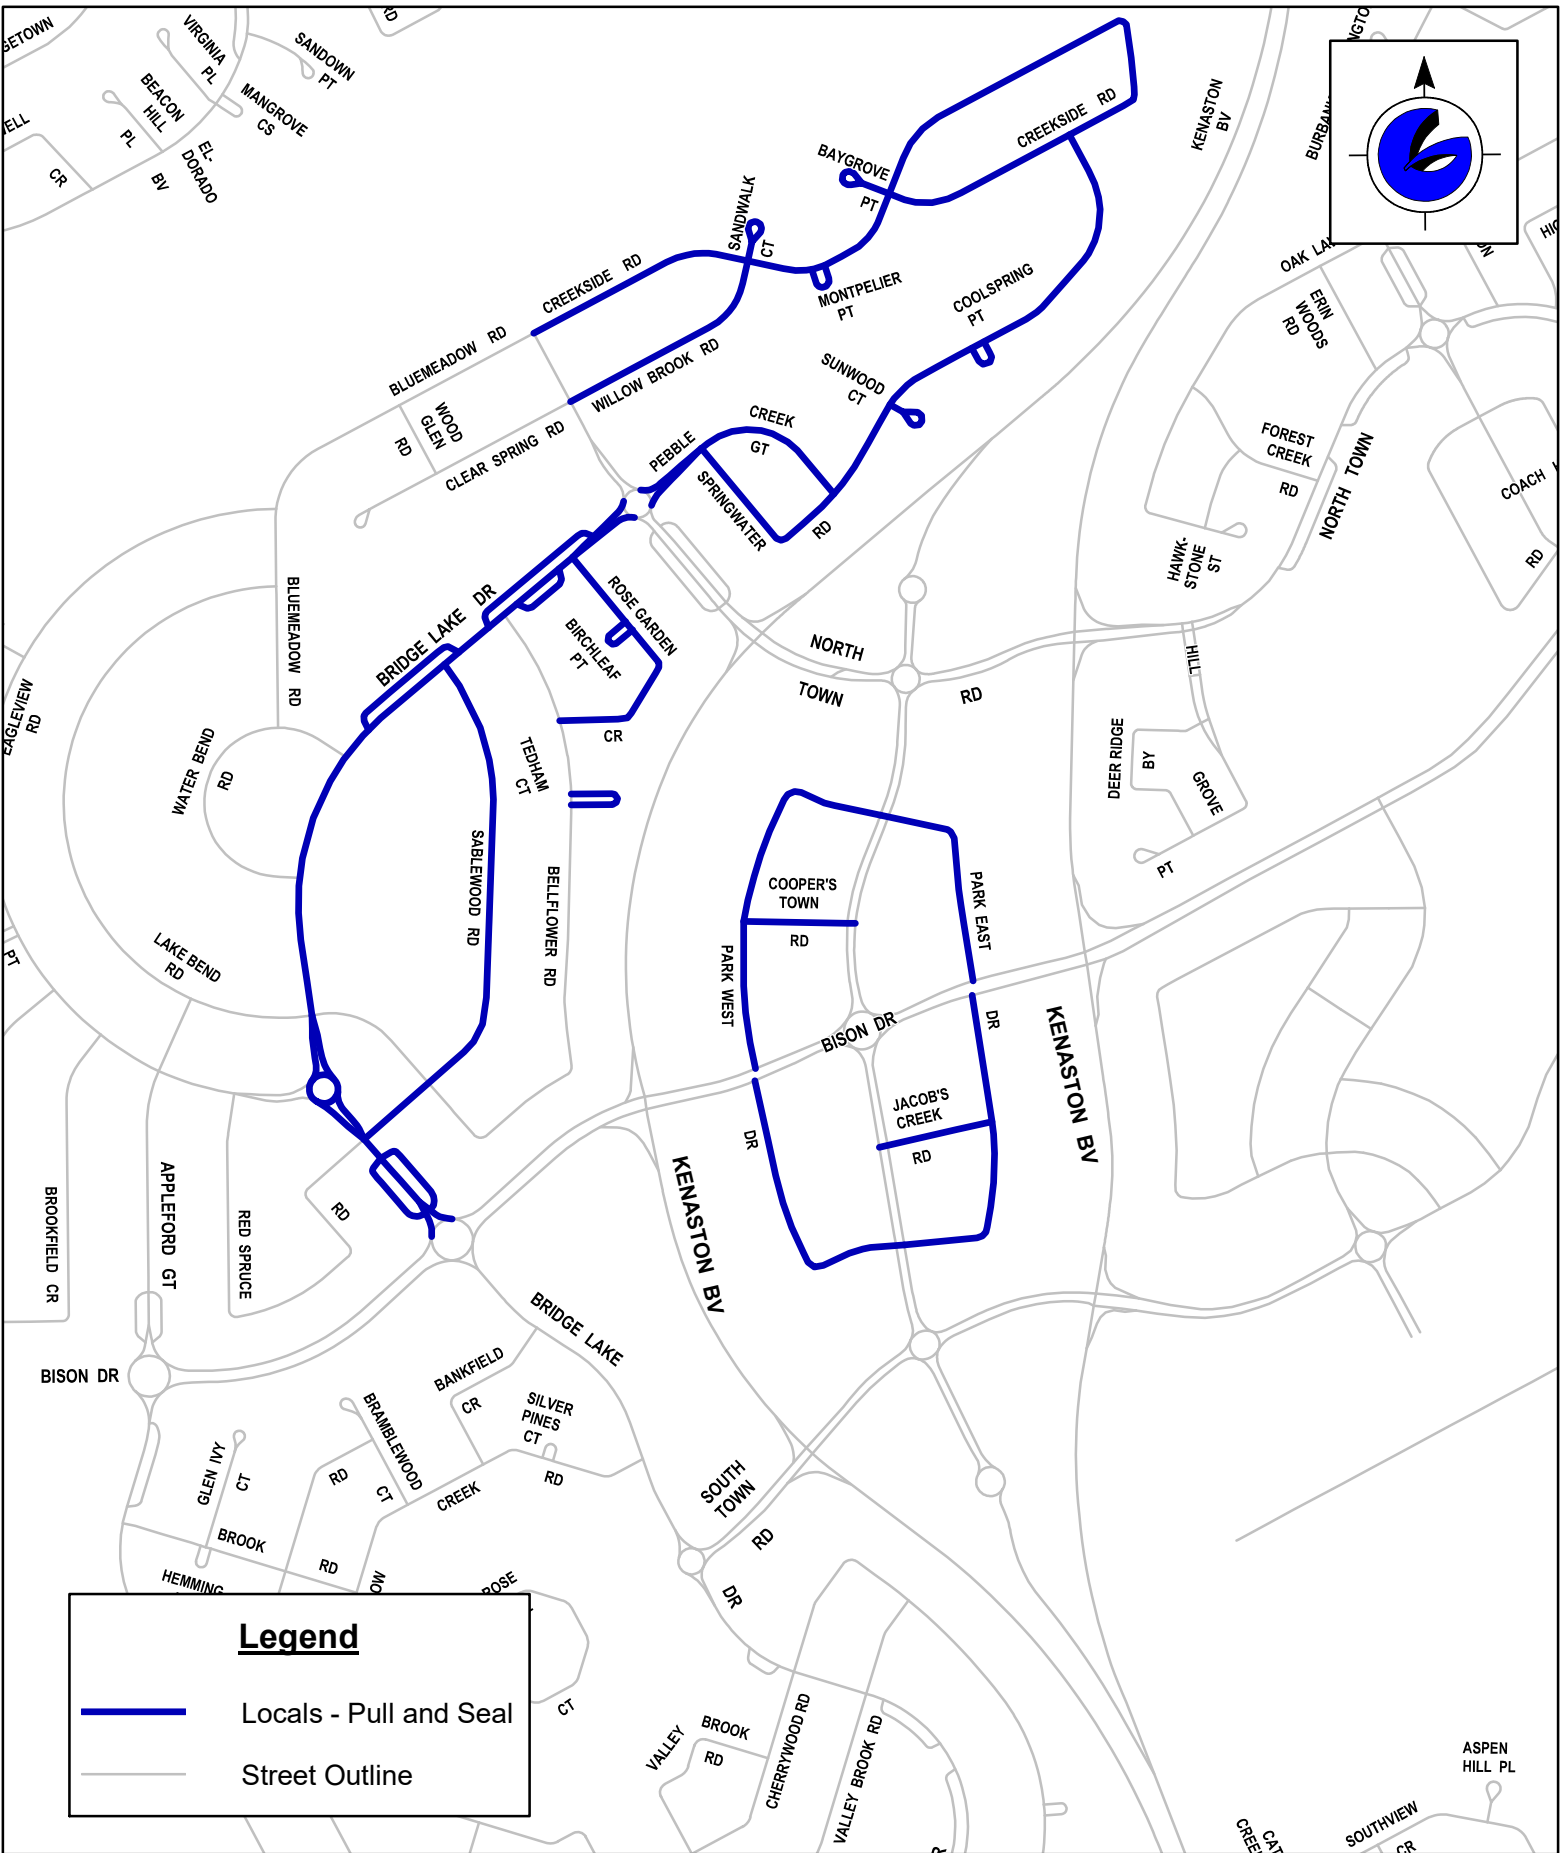 VIRGINIA
PL
SANDOWN
PT
BEACON
HILL
PL
MANGROVE
CS
EL-
DORADO
BV
CR
RD
KENASTON
BV
CREEKSIDE RD
BAYGROVE
PT
SANDWALK
CT
CREEKSIDE RD
MONTPELIER
PT
COOLSPRING
PT
BLUEMEADOW RD
WILLOW BROOK RD
SUNWOOD
CT
WOOD
GLEN
RD
CLEAR SPRING RD
PEBBLE
CREEK
GT
SPRINGWATER
RD
ERIN
WOODS
RD
FOREST
CREEK
RD
NORTH TOWN
RD
HAWK-
STONE
ST
BLUEMEADOW RD
BRIDGE LAKE DR
ROSE GARDEN
CR
BIRCHLEAF
PT
NORTH
TOWN
RD
HILL
EAGLEVIEW
RD
WATER BEND
RD
TEDHAM
CT
DEER RIDGE
BY
GROVE
PT
SABLEWOOD RD
BELLFLOWER RD
COOPER'S
TOWN
RD
PARK EAST
DR
PARK WEST
DR
LAKE BEND
RD
PT
BISON DR
KENASTON BV
JACOB'S
CREEK
RD
KENASTON BV
BROOKFIELD CR
APPLEFORD GT
RED SPRUCE
RD
BRIDGE LAKE
BISON DR
BANKFIELD
CR
BRAMBLEWOOD
CT
SILVER
PINES
CT
GLEN IVY
CT
RD
CREEK
RD
SOUTH
TOWN
RD
BROOK
RD
HEMMING
DR
CT
Legend
Locals - Pull and Seal
Street Outline
VALLEY
BROOK
RD
CHERRYWOOD RD
VALLEY BROOK RD
ASPEN
HILL PL
SOUTHVIEW
CR